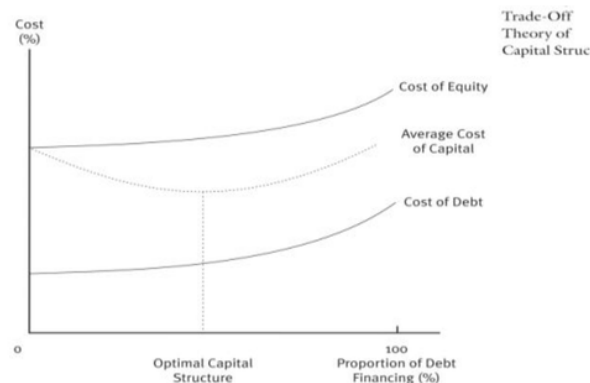 Trade-Off
Theory of
Capital Struc
Cost
(%)
Cost of Equity
Average Cost
of Capital
Cost of Debt
0
100
Optimal Capital
Structure
Proportion of Debt
Financing (%)